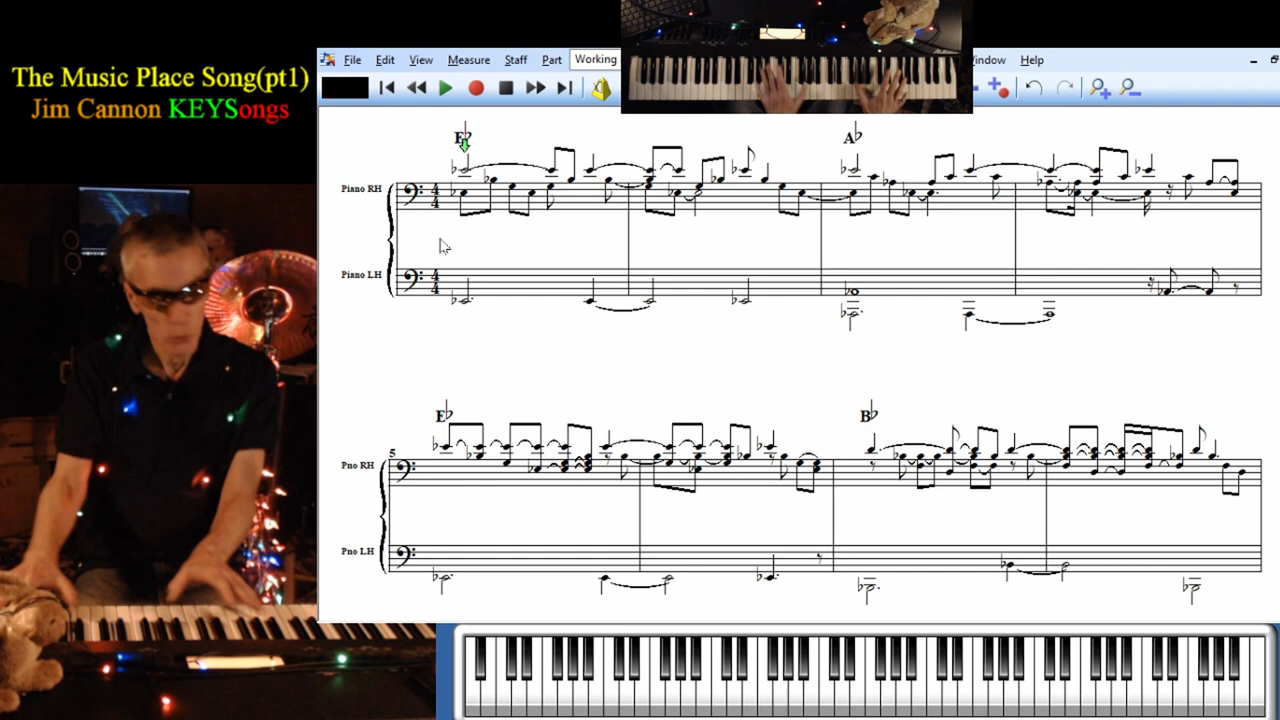 The Music Place Song(pt1)
Jim Cannon KEYSongs
File Edit View Measure Staff Part Working
Help
E♭
A♭
Piano RH
4
4
Piano LH
4
4
E♭
B♭
5
Pno RH
Pno LH